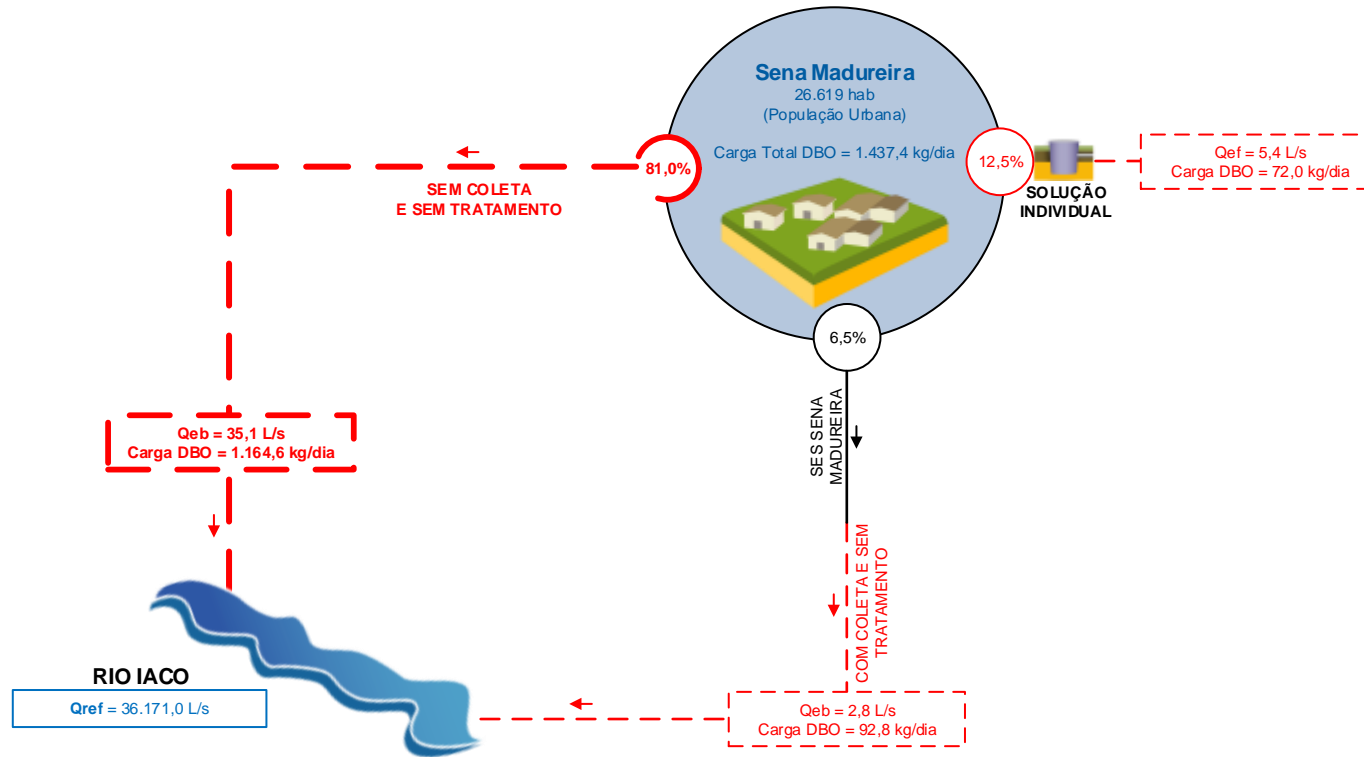 Sena Madureira
26.619 hab
(População Urbana)
Carga Total DBO = 1.437,4 kg/dia
81,0%
SEM COLETA
E SEM TRATAMENTO
12,5%
SOLUÇÃO
INDIVIDUAL
Qef = 5,4 L/s
Carga DBO = 72,0 kg/dia
6,5%
SES SENA
MADUREIRA
Qeb = 35,1 L/s
Carga DBO = 1.164,6 kg/dia
COM COLETA E SEM
TRATAMENTO
RIO IACO
Qref = 36.171,0 L/s
Qeb = 2,8 L/s
Carga DBO = 92,8 kg/dia